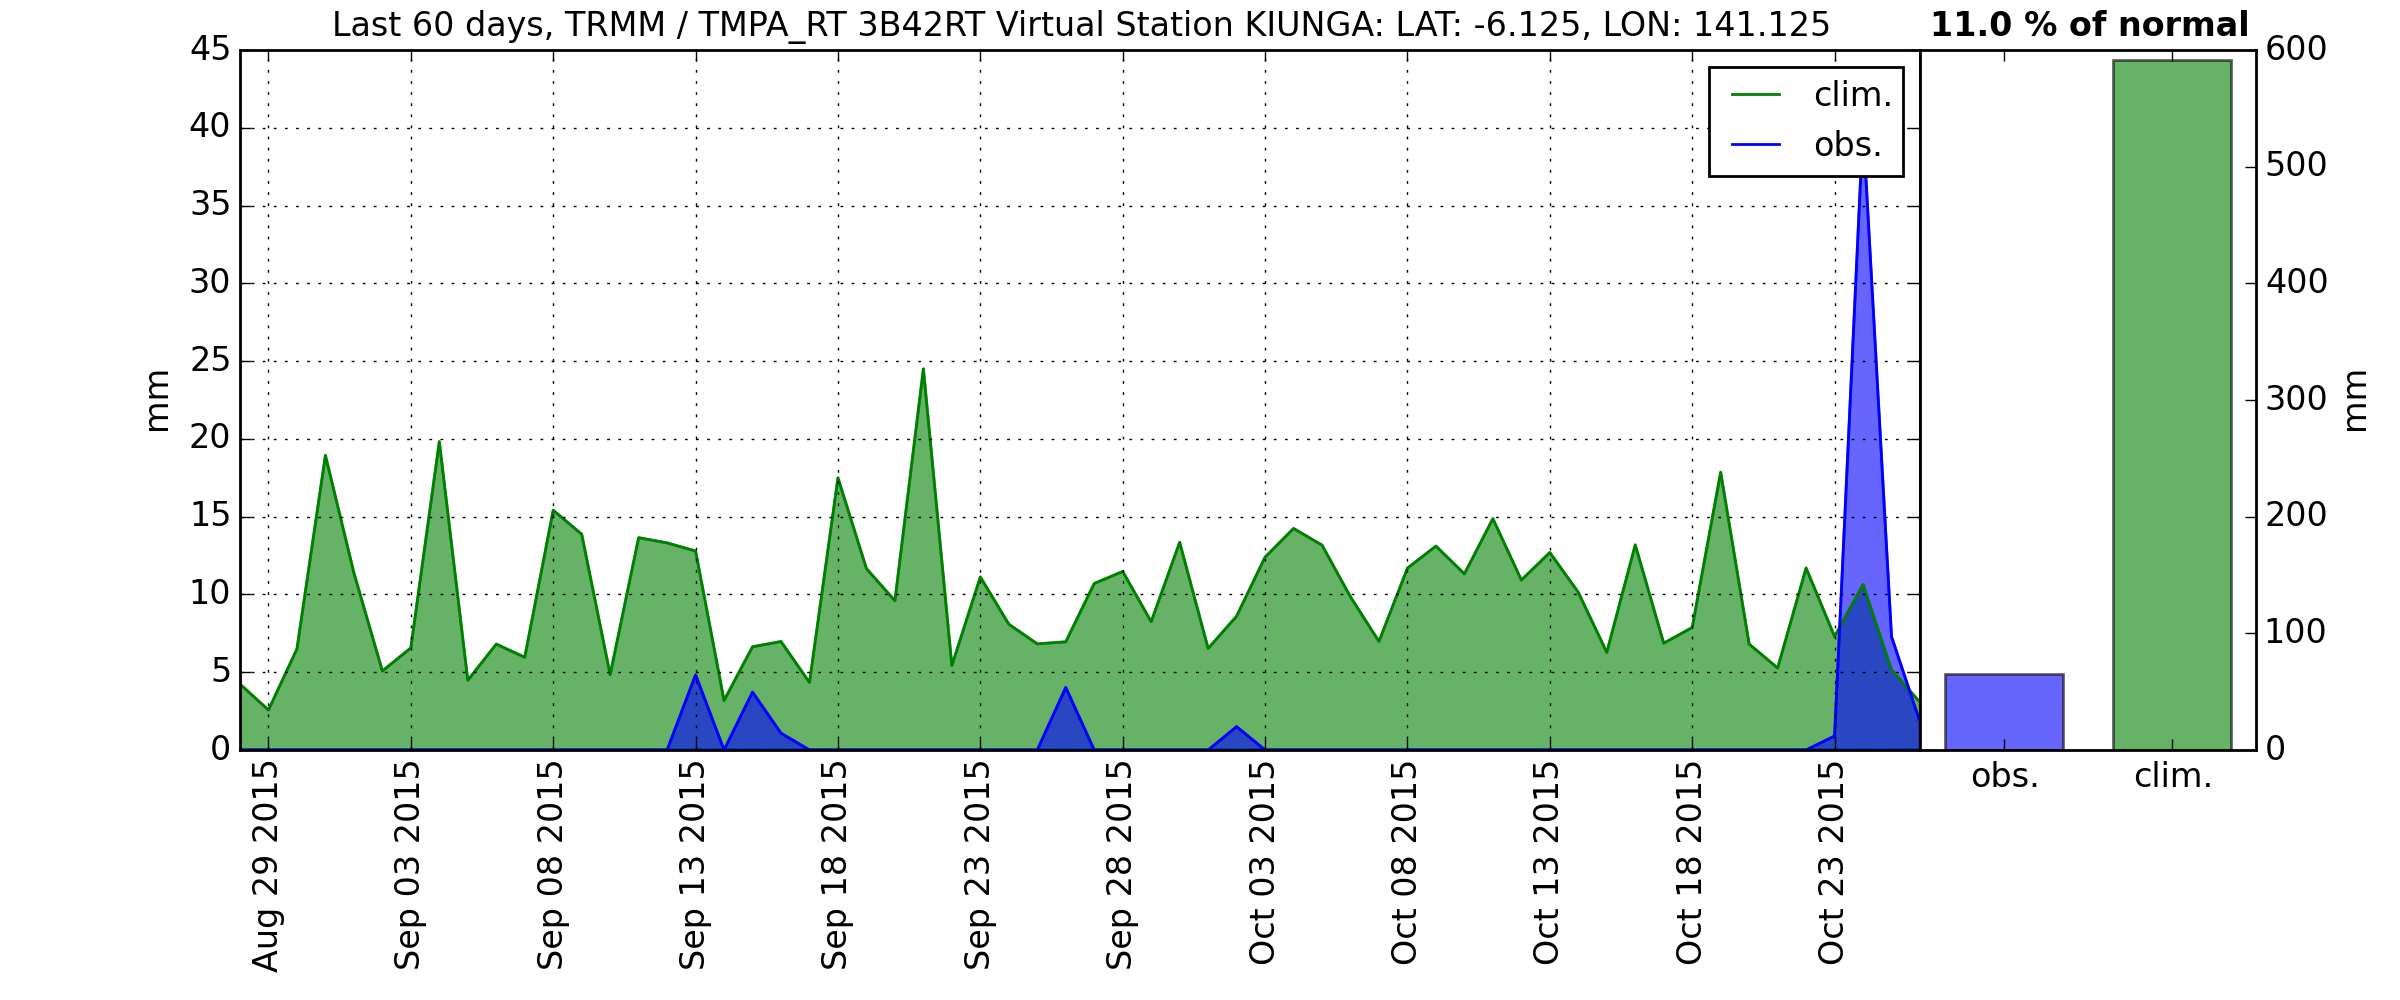 Last 60 days, TRMM / TMPA_RT 3B42RT Virtual Station KIUNGA: LAT: -6.125, LON: 141.125
11.0 % of normal
45
40
35
30
25
20
15
10
5
0
mm
clim.
obs.
600
500
400
300
200
100
0
mm
obs.
clim.
Aug 29 2015
Sep 03 2015
Sep 08 2015
Sep 13 2015
Sep 18 2015
Sep 23 2015
Sep 28 2015
Oct 03 2015
Oct 08 2015
Oct 13 2015
Oct 18 2015
Oct 23 2015